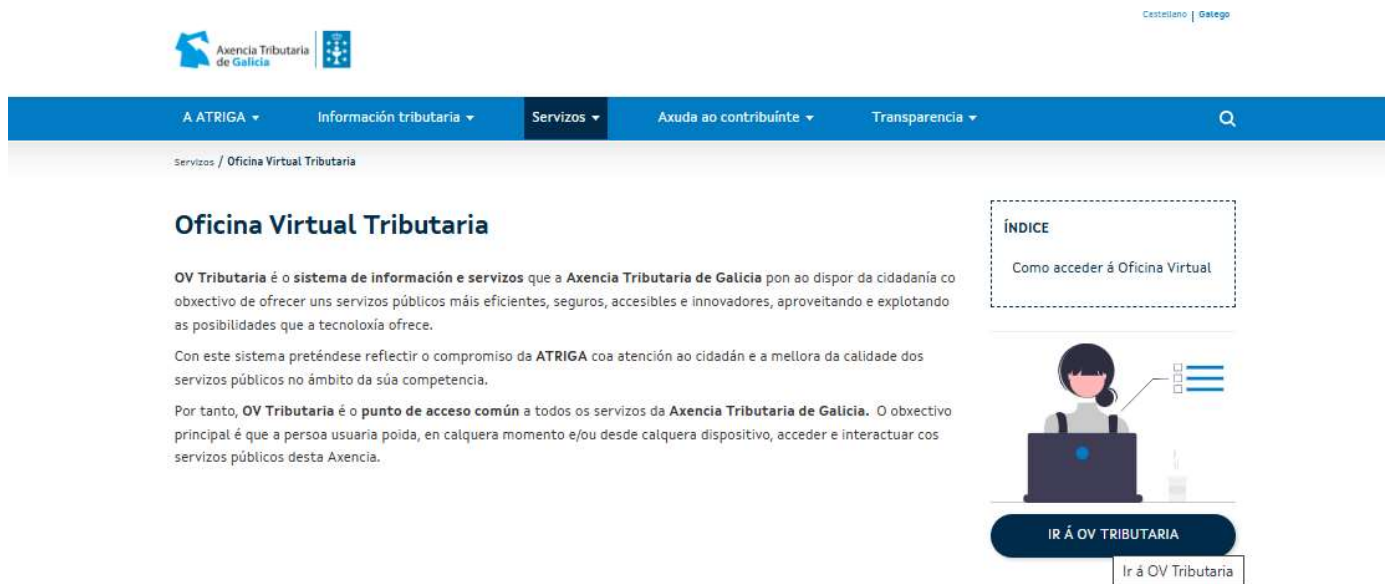 Castellano | Galego
Axencia Tributaria
de Galicia
A ATRIGA
Información tributaria
Servizos
Axuda ao contribuínte
Transparencia
Servizos / Oficina Virtual Tributaria
Oficina Virtual Tributaria
OV Tributaria é o sistema de información e servizos que a Axencia Tributaria de Galicia pon ao dispor da cidadanía co
obxectivo de ofrecer uns servizos públicos máis eficientes, seguros, accesibles e innovadores, aproveitando e explotando
as posibilidades que a tecnoloxía ofrece.
Con este sistema preténdese reflectir o compromiso da ATRIGA coa atención ao cidadán e a mellora da calidade dos
servizos públicos no ámbito da súa competencia.
Por tanto, OV Tributaria é o punto de acceso común a todos os servizos da Axencia Tributaria de Galicia. O obxectivo
principal é que a persoa usuaria poida, en calquera momento e/ou desde calquera dispositivo, acceder e interactuar cos
servizos públicos desta Axencia.
ÍNDICE
Como acceder á Oficina Virtual
IR Á OV TRIBUTARIA
Ir á OV Tributaria